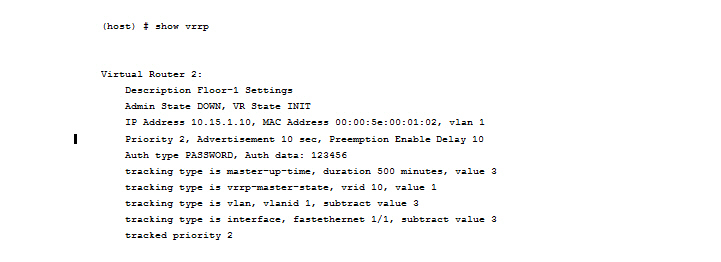 (host) # show vrrp
Virtual Router 2:
Description Floor-1 Settings
Admin State DOWN, VR State INIT
IP Address 10.15.1.10, MAC Address 00:00:5e:00:01:02, vlan 1
Priority 2, Advertisement 10 sec, Preemption Enable Delay 10
Auth type PASSWORD, Auth data: 123456
tracking type is master-up-time, duration 500 minutes, value 3
tracking type is vrrp-master-state, vrid 10, value 1
tracking type is vlan, vlanid 1, subtract value 3
tracking type is interface, fastethernet 1/1, subtract value 3
tracked priority 2